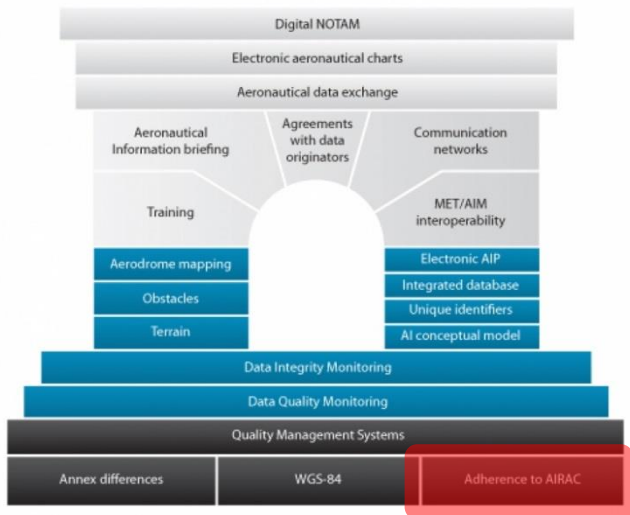 Digital NOTAM
Electronic aeronautical charts
Aeronautical data exchange
Aeronautical
Information briefing
Agreements
with data
originators
Communication
networks
Training
MET/AIM
interoperability
Aerodrome mapping
Obstacles
Terrain
Electronic AIP
Integrated database
Unique identifiers
AI conceptual model
Data Integrity Monitoring
Data Quality Monitoring
Quality Management Systems
Annex differences
WGS-84
Adherence to AIRAC